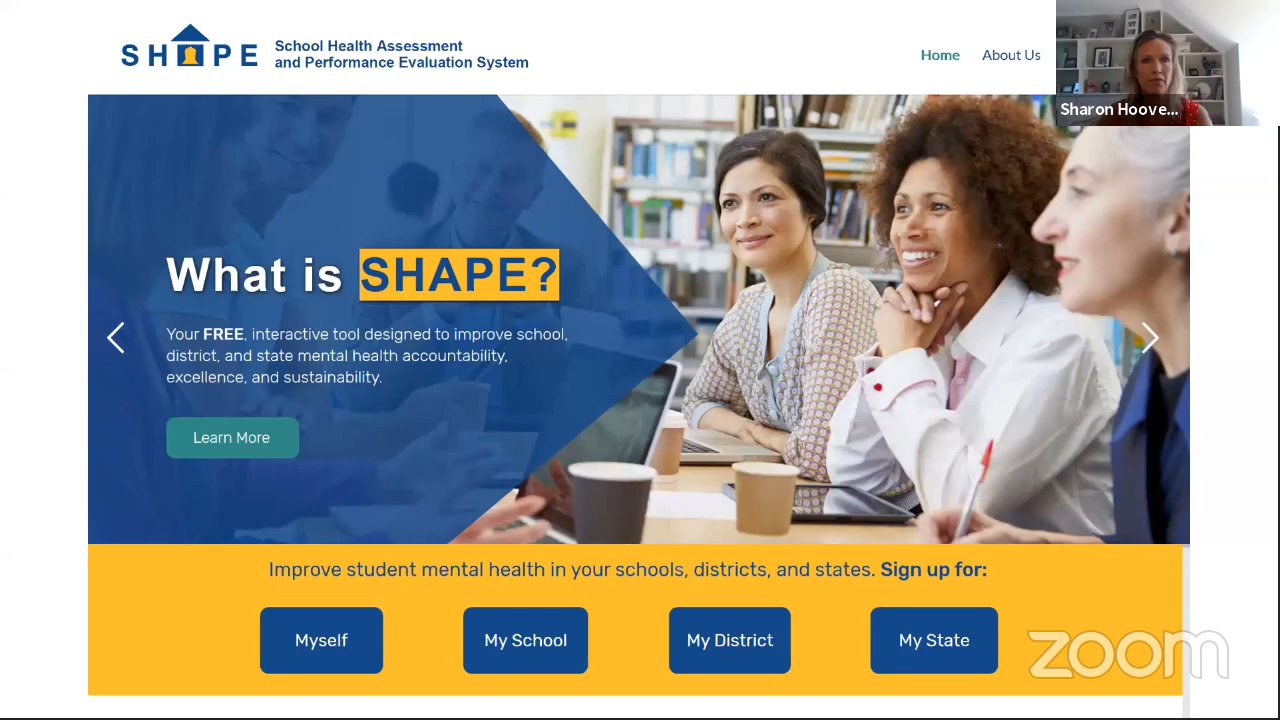 SHAPE
School Health Assessment
and Performance Evaluation System
Home
About Us
Sharon Hoove...
What is SHAPE?
Your FREE, interactive tool designed to improve school,
district, and state mental health accountability,
excellence, and sustainability.
Learn More
Improve student mental health in your schools, districts, and states. Sign up for:
Myself
My School
My District
My State
zoom